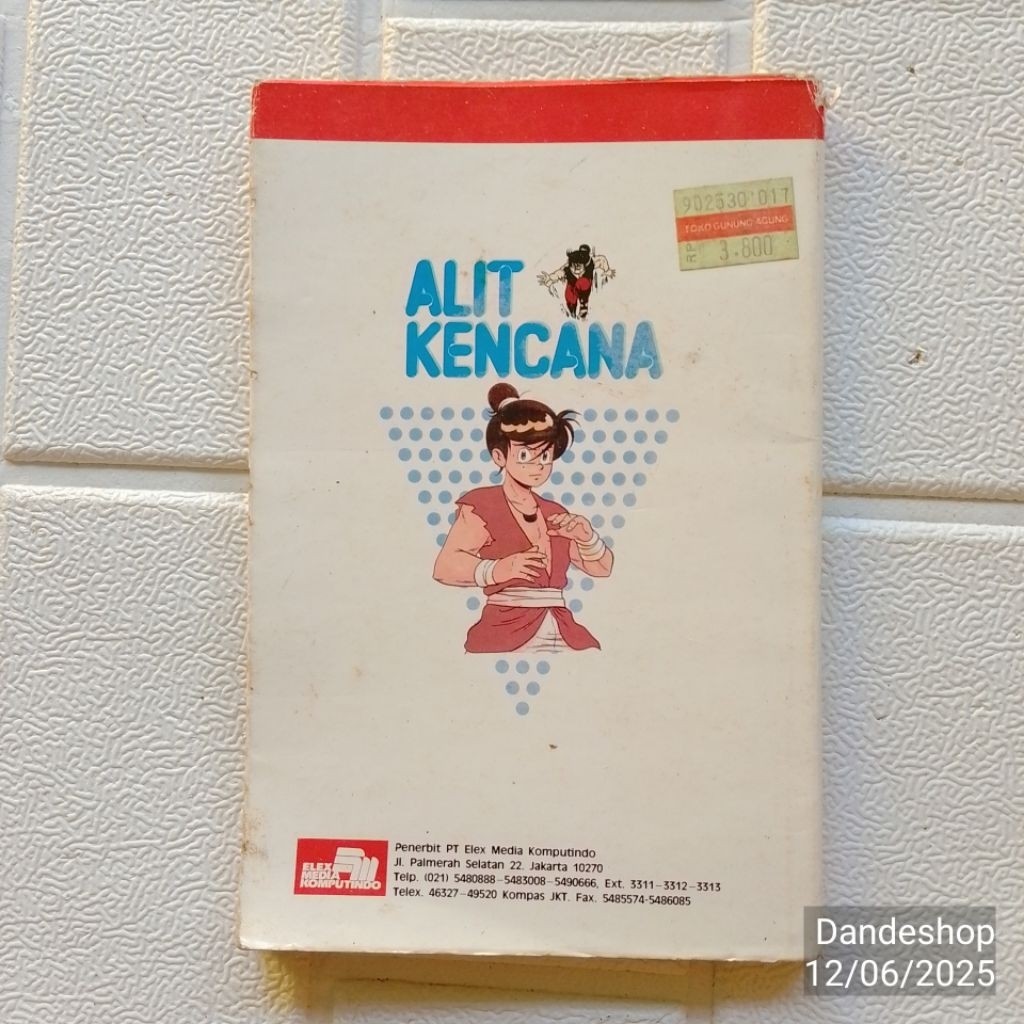 902630'017
TOKO GUNUNG AGUNG
RP 3.800
ALIT
KENCANA
ELEX
MEDIA
KOMPUTINDO
Penerbit PT Elex Media Komputindo
Jl. Palmerah Selatan 22. Jakarta 10270
Telp. (021) 5480888-5483008-5490666, Ext. 3311-3312-3313
Telex. 46327-49520 Kompas JKT. Fax. 5485574-5486085
Dandeshop
12/06/2025